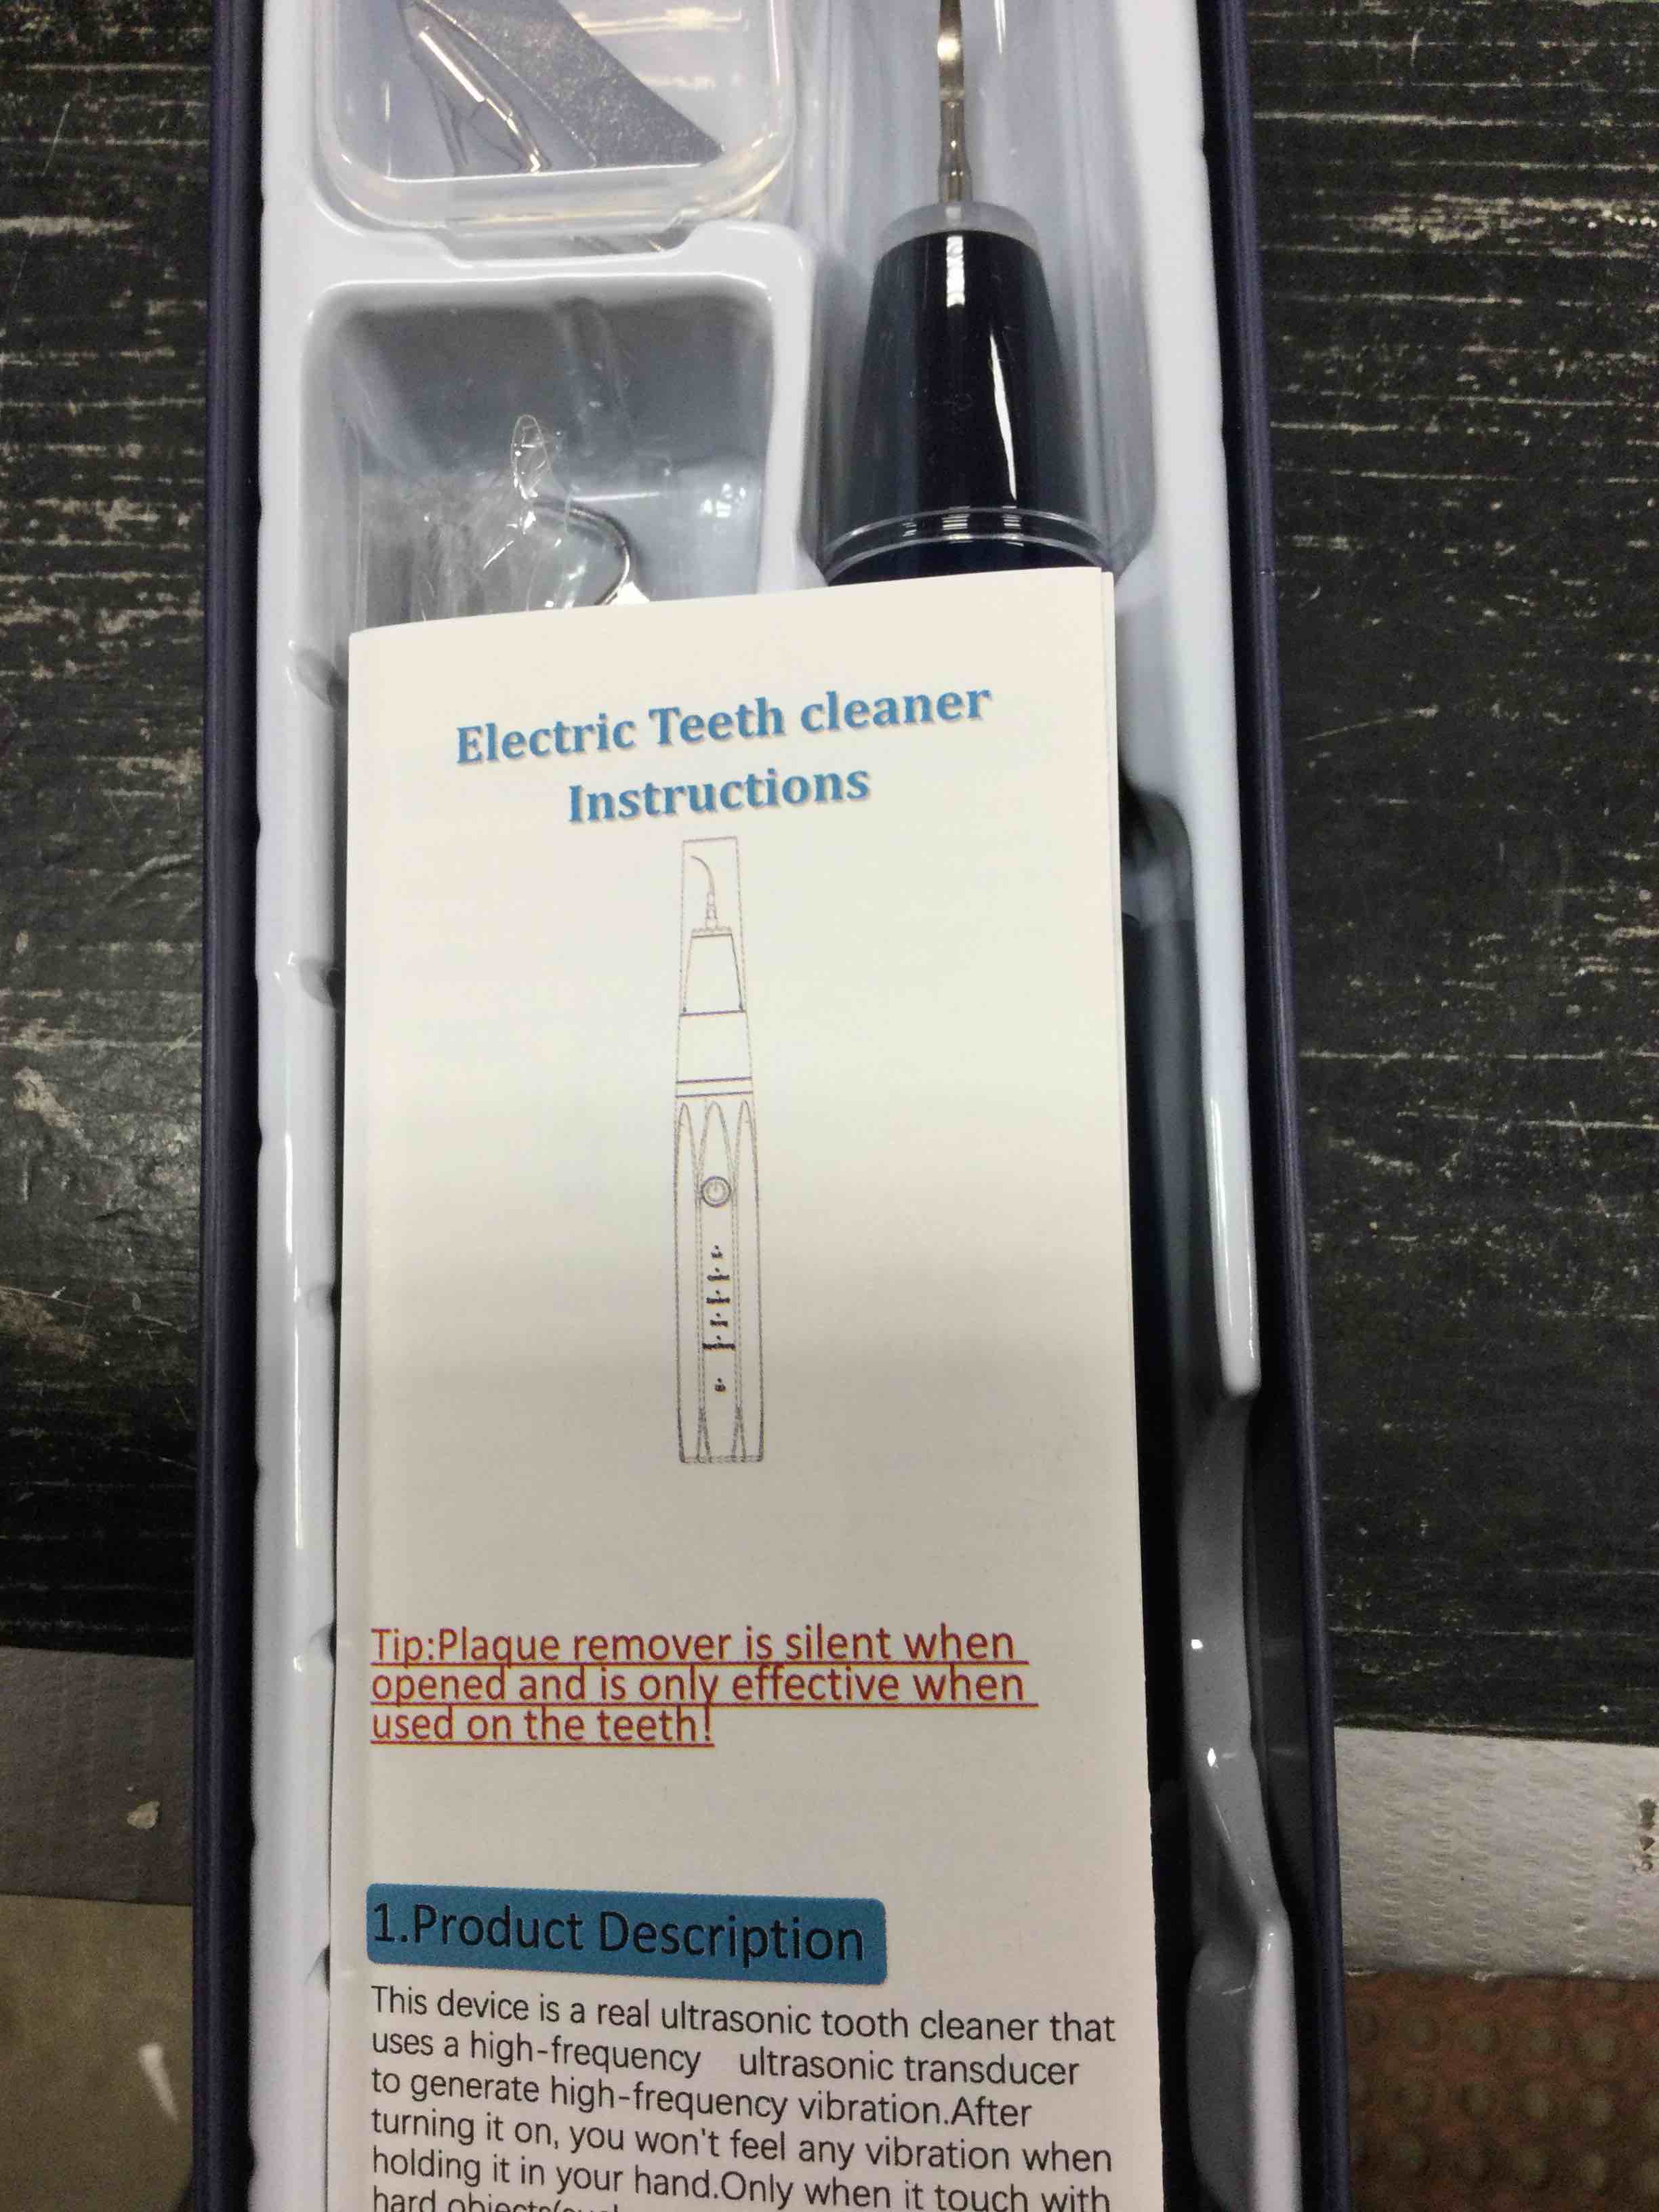 Electric Teeth cleaner
Instructions
Tip:Plaque remover is silent when
opened and is only effective when
used on the teeth!
1.Product Description
This device is a real ultrasonic tooth cleaner that
uses a high-frequency ultrasonic transducer
to generate high-frequency vibration.After
turning it on, you won't feel any vibration when
holding it in your hand.Only when it touch with
hard